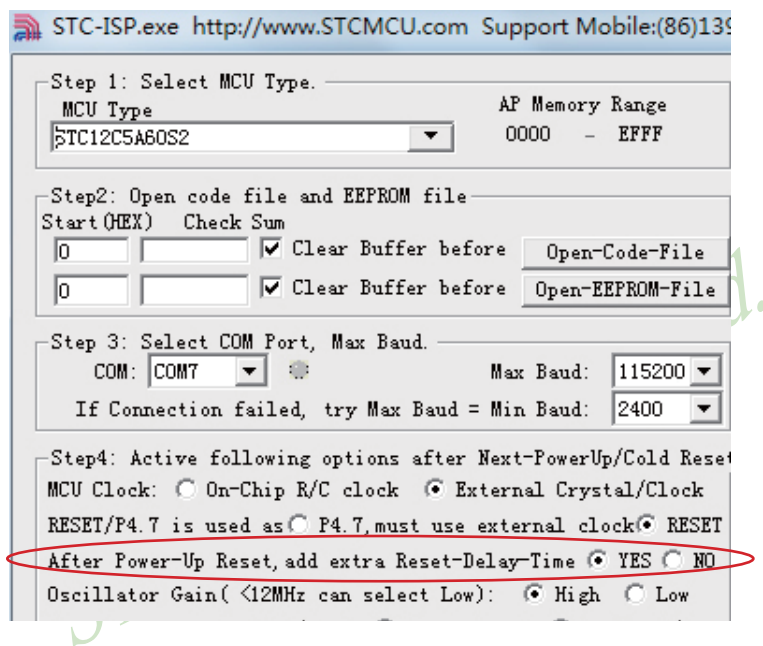 STC-ISP.exe http://www.STCMCU.com Support Mobile:(86)139
Step 1: Select MCU Type.
MCU Type AP Memory Range
STC12C5A60S2 0000 - EFFF
Step2: Open code file and EEPROM file
Start(HEX) Check Sum
0 Clear Buffer before Open-Code-File
0 Clear Buffer before Open-EEPROM-File
Step 3: Select COM Port, Max Baud.
COM: COM7 Max Baud: 115200
If Connection failed, try Max Baud = Min Baud: 2400
Step4: Active following options after Next-PowerUp/Cold Reset
MCU Clock: On-Chip R/C clock External Crystal/Clock
RESET/P4.7 is used as P4.7,must use external clock RESET
After Power-Up Reset,add extra Reset-Delay-Time YES NO
Oscillator Gain( <12MHz can select Low): High Low